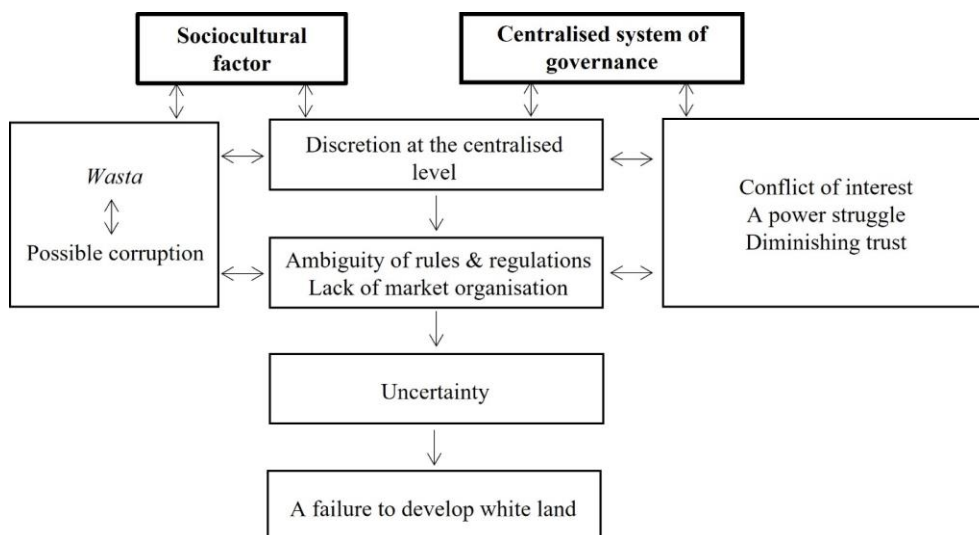 Sociocultural
factor
Centralised system of
governance
Wasta
Possible corruption
Discretion at the centralised
level
Conflict of interest
A power struggle
Diminishing trust
Ambiguity of rules & regulations
Lack of market organisation
Uncertainty
A failure to develop white land